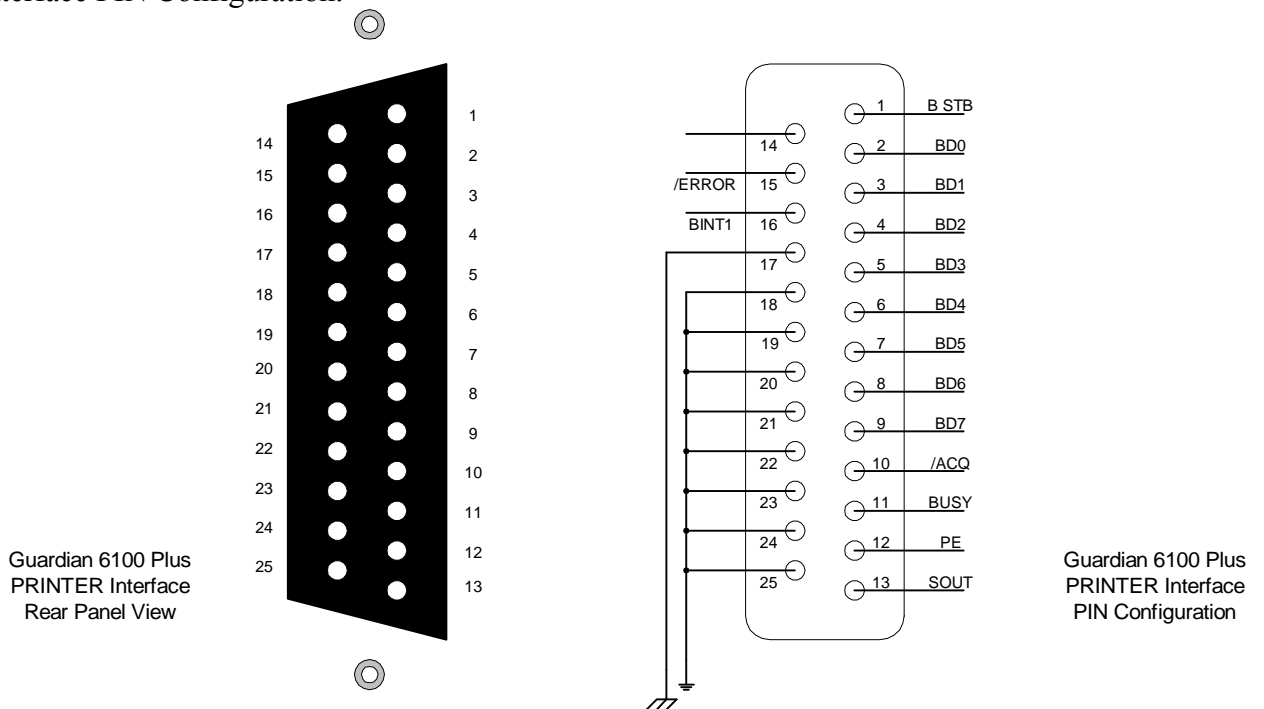 Interface PIN Configuration.
1
2
3
4
5
6
7
8
9
10
11
12
13
14
15
16
17
18
19
20
21
22
23
24
25
Guardian 6100 Plus
PRINTER Interface
Rear Panel View
1 B STB
2 BD0
3 BD1
4 BD2
5 BD3
6 BD4
7 BD5
8 BD6
9 BD7
10 /ACQ
11 BUSY
12 PE
13 SOUT
14
/ERROR 15
BINT1 16
17
18
19
20
21
22
23
24
25
Guardian 6100 Plus
PRINTER Interface
PIN Configuration